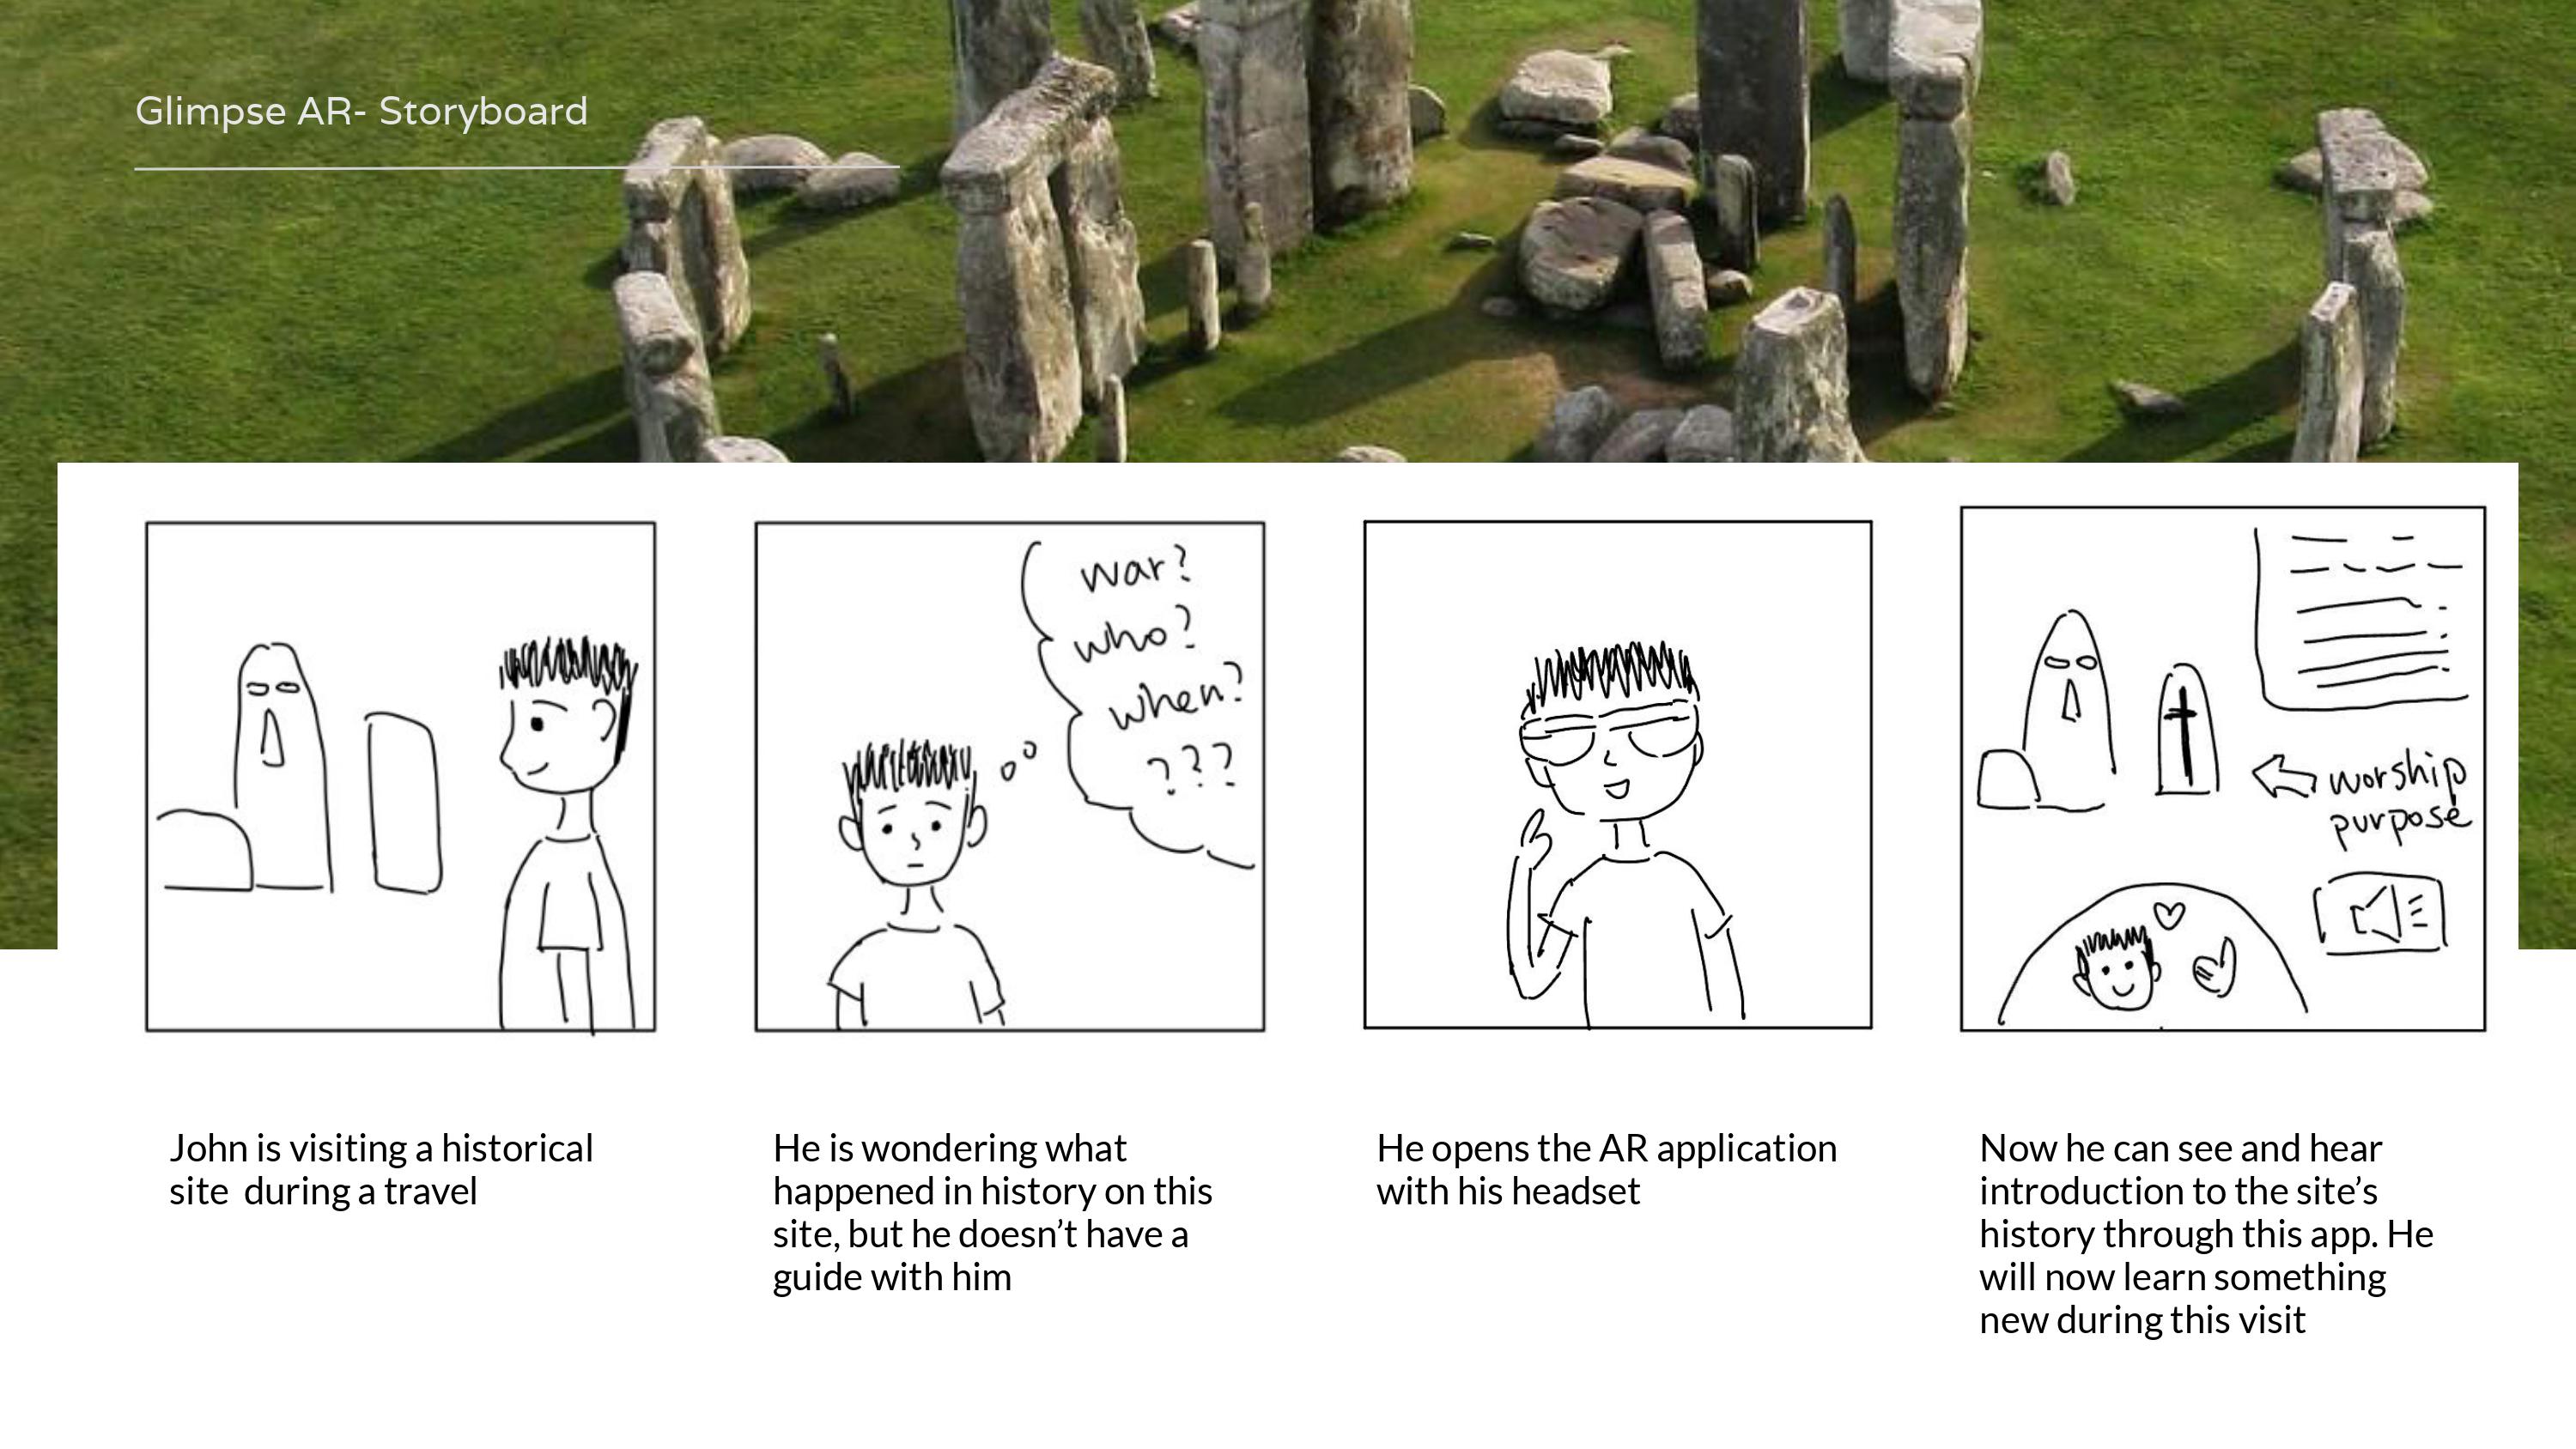 Glimpse AR- Storyboard
war?
who?
when?
???
worship
purpose
John is visiting a historical
site  during a travel
He is wondering what
happened in history on this
site, but he doesn’t have a
guide with him
He opens the AR application
with his headset
Now he can see and hear
introduction to the site’s
history through this app. He
will now learn something
new during this visit